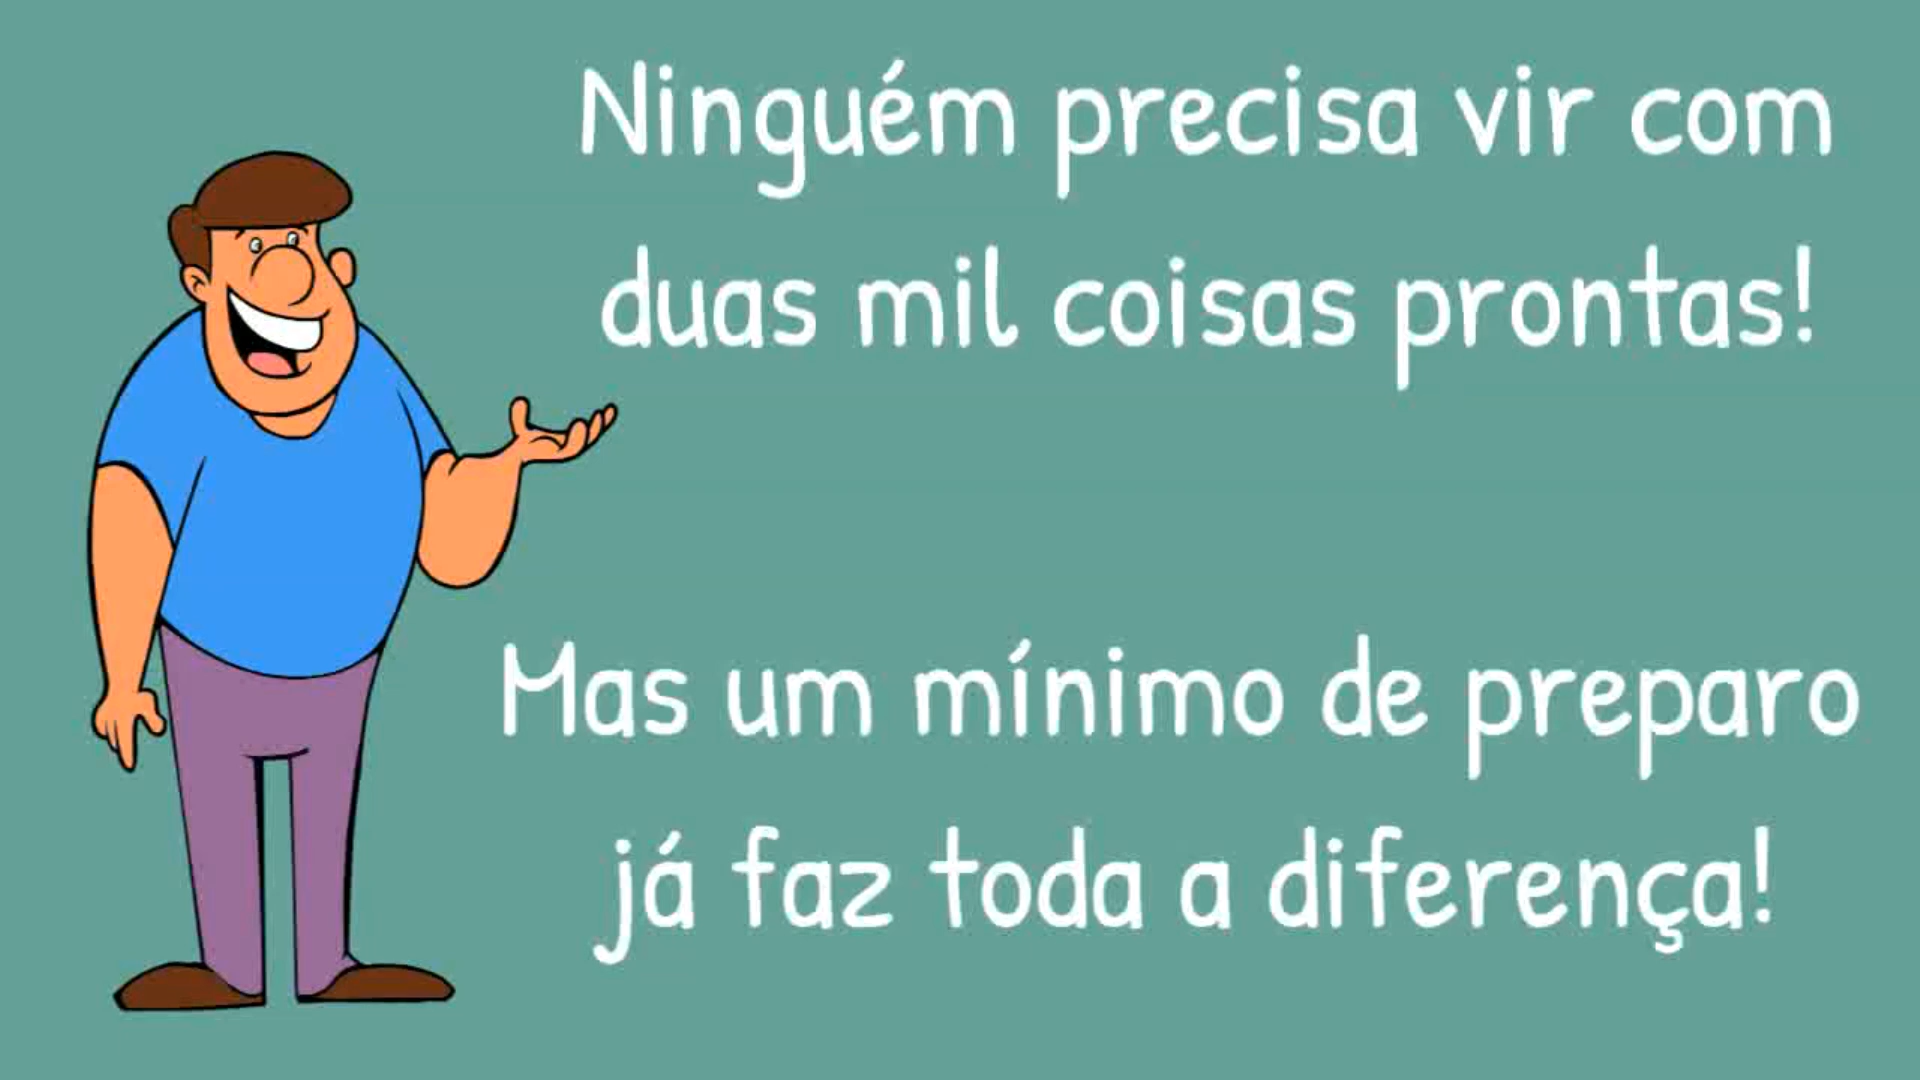 Ninguém precisa vir com
duas mil coisas prontas!
Mas um mínimo de preparo
já faz toda a diferença!